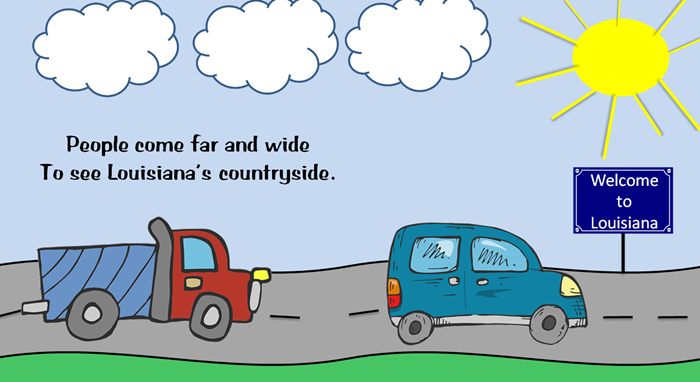 People come far and wide
To see Louisiana's countryside.
Welcome
to
Louisiana